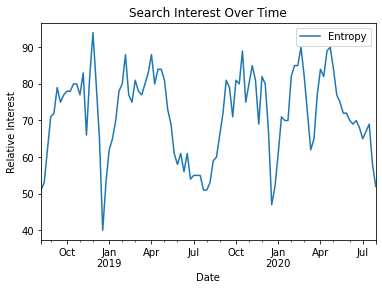 Search Interest Over Time
Entropy
Relative Interest
90
80
70
60
50
40
Oct Jan Apr Jul Oct Jan Apr Jul
2019 2020
Date